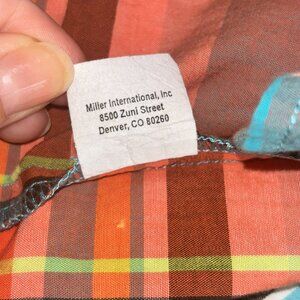 Miller International, Inc
8500 Zuni Street
Denver, CO 80260